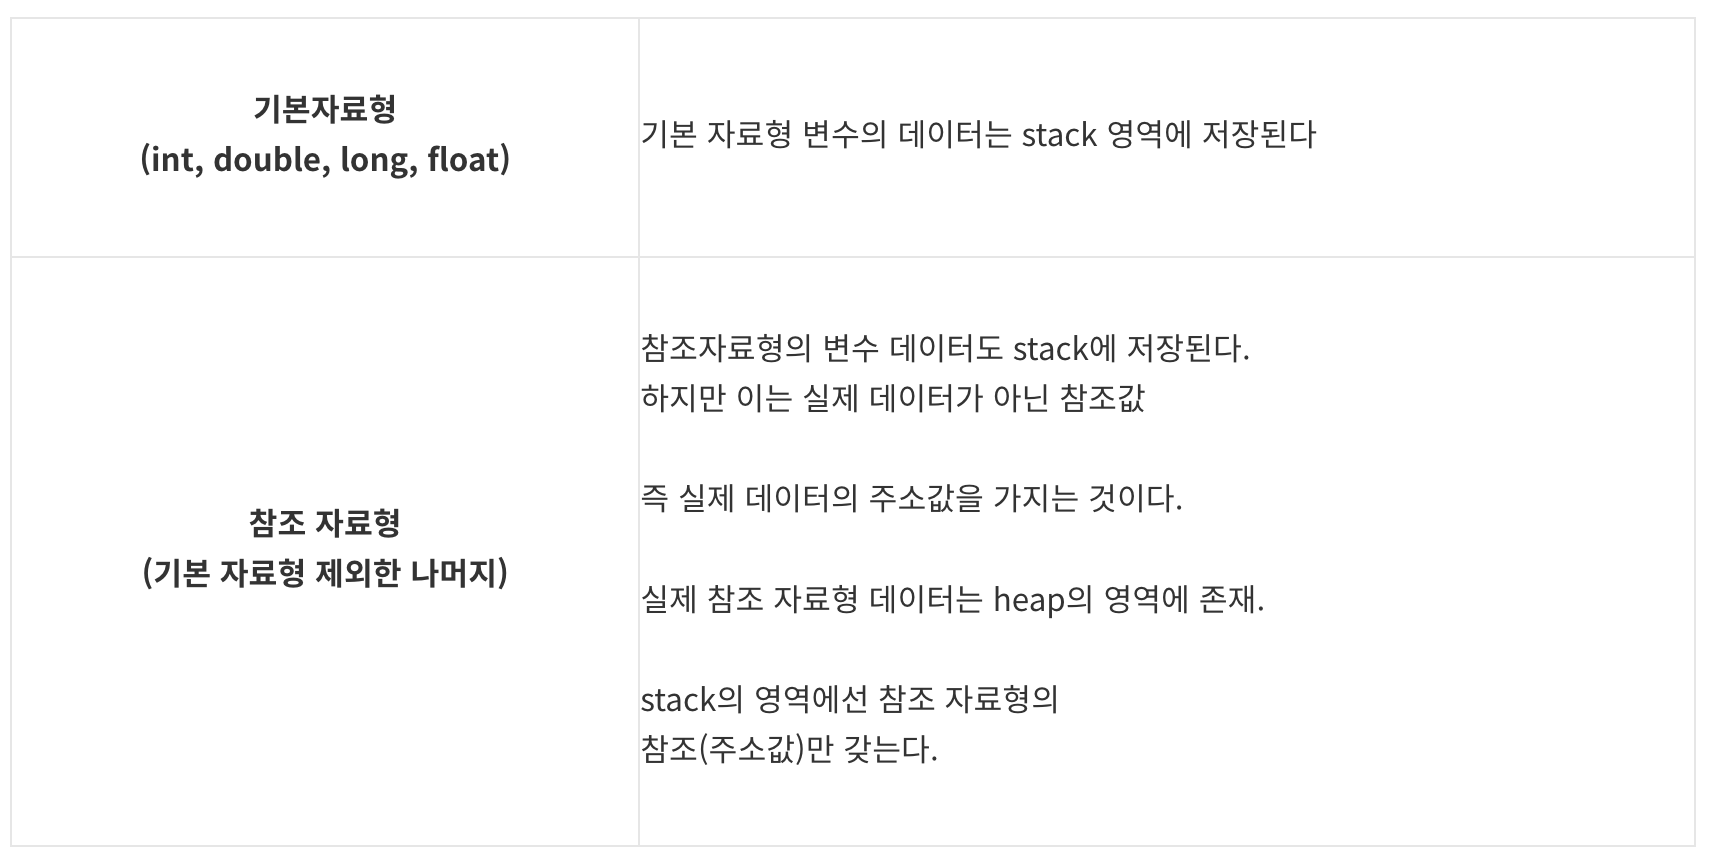 기본자료형
(int, double, long, float)
기본 자료형 변수의 데이터는 stack 영역에 저장된다
참조 자료형
(기본 자료형 제외한 나머지)
참조자료형의 변수 데이터도 stack에 저장된다.
하지만 이는 실제 데이터가 아닌 참조값
즉 실제 데이터의 주소값을 가지는 것이다.
실제 참조 자료형 데이터는 heap의 영역에 존재.
stack의 영역에선 참조 자료형의
참조(주소값)만 갖는다.